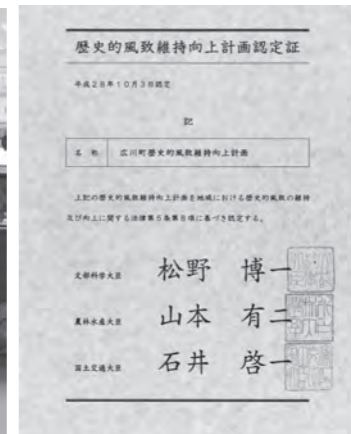 歴史的風致維持向上計画認定証
平成28年10月3日認定
記
名 称 広川町歴史的風致維持向上計画
上記の歴史的風致維持向上計画を地域における歴史的風致の維持
及び向上に関する法律第5条第8項に基づき認定する。
文部科学大臣 松野 博一
農林水産大臣 山本 有二
国土交通大臣 石井 啓一